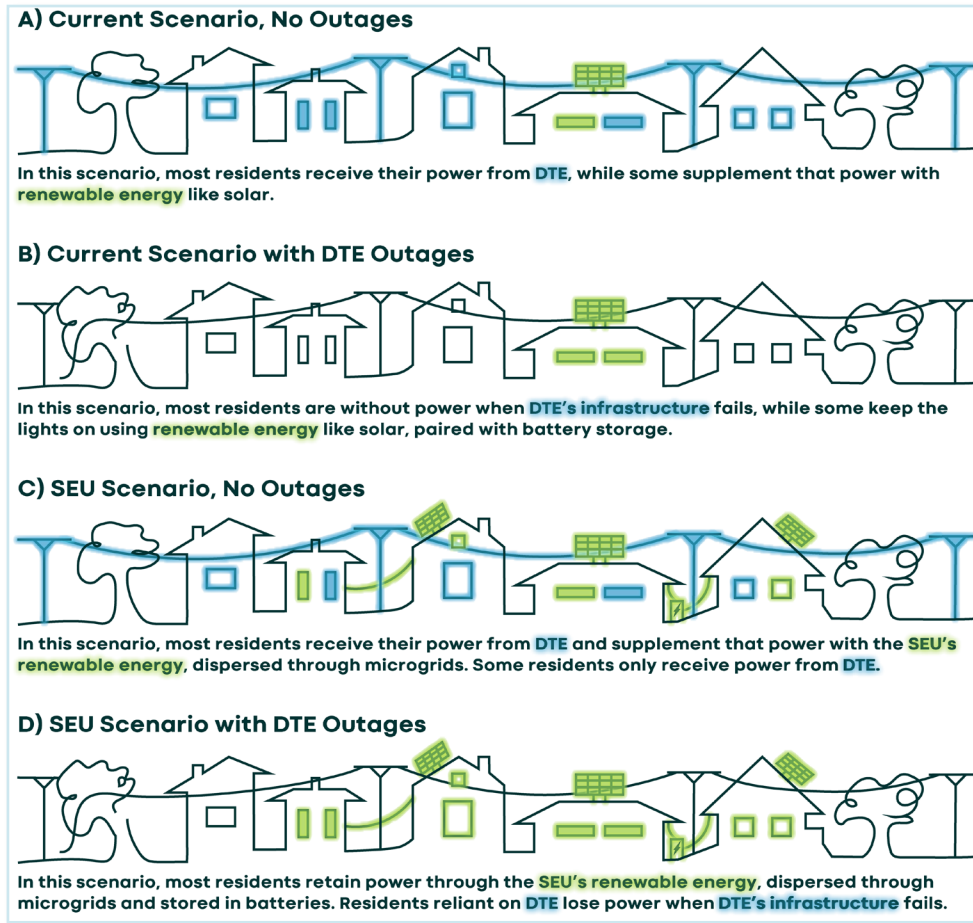 A) Current Scenario, No Outages
In this scenario, most residents receive their power from DTE, while some supplement that power with
renewable energy like solar.
B) Current Scenario with DTE Outages
In this scenario, most residents are without power when DTE's infrastructure fails, while some keep the
lights on using renewable energy like solar, paired with battery storage.
C) SEU Scenario, No Outages
In this scenario, most residents receive their power from DTE and supplement that power with the SEU's
renewable energy, dispersed through microgrids. Some residents only receive power from DTE.
D) SEU Scenario with DTE Outages
In this scenario, most residents retain power through the SEU's renewable energy, dispersed through
microgrids and stored in batteries. Residents reliant on DTE lose power when DTE's infrastructure fails.